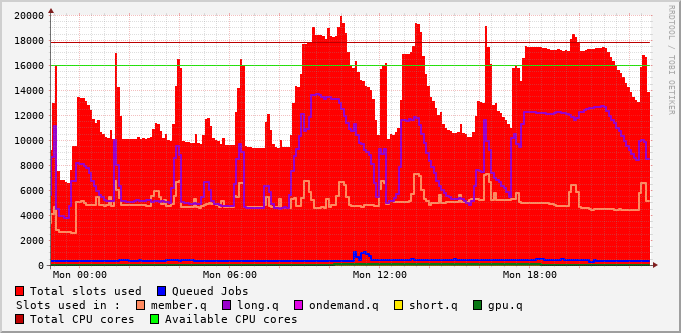 20000
18000
16000
14000
12000
10000
8000
6000
4000
2000
0
Mon 00:00 Mon 06:00 Mon 12:00 Mon 18:00
RRDTOOL / TOBI OETIKER
Total slots used Queued Jobs
Slots used in : member.q long.q ondemand.q short.q gpu.q
Total CPU cores Available CPU cores